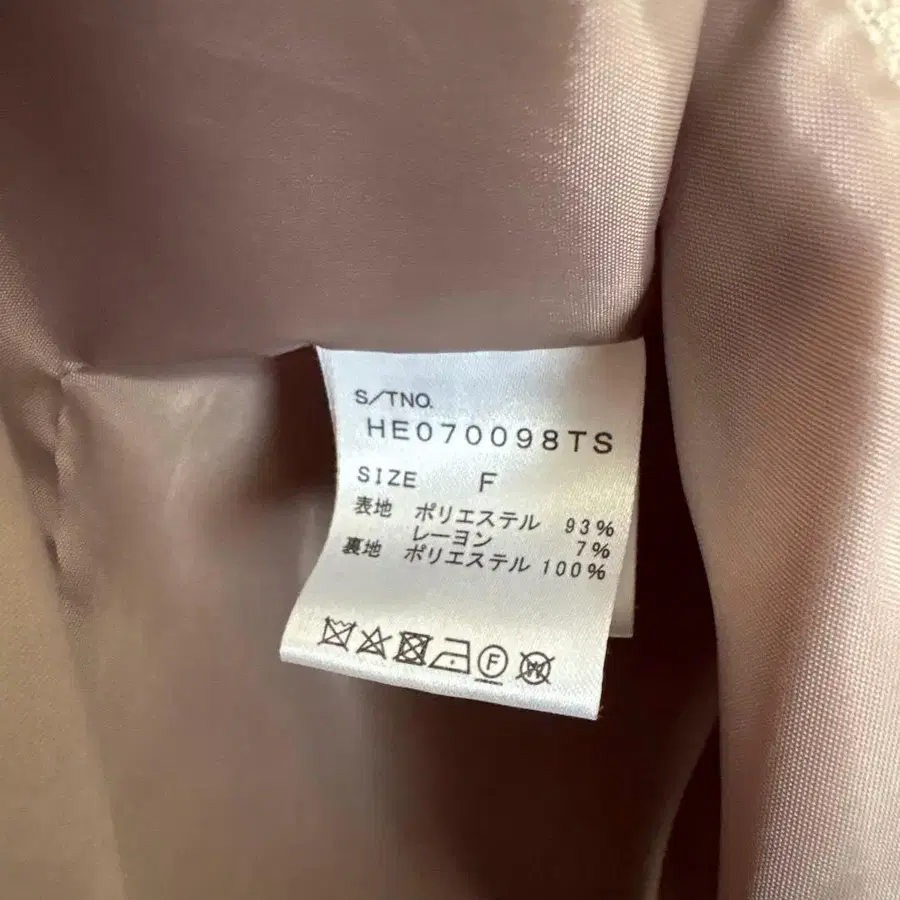 S/TNO.
HE070098TS
SIZE F
表地 ポリエステル 93%
レーヨン 7%
裏地 ポリエステル 100%
F
W